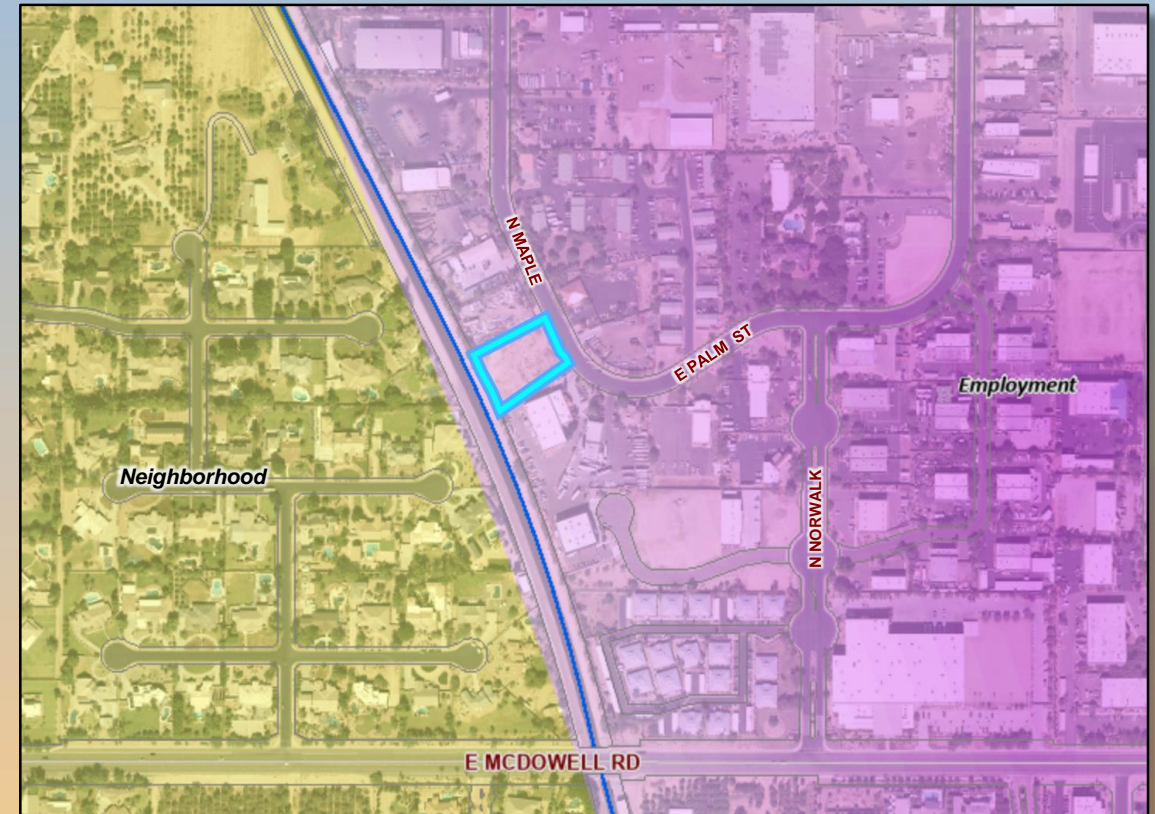 N MAPLE
E PALM ST
Employment
Neighborhood
N NORWALK
E MCDOWELL RD